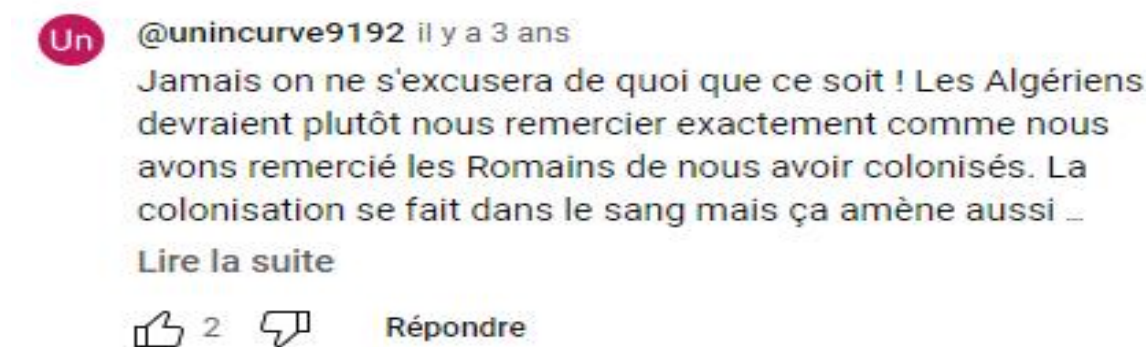 Un
@unincurve9192 il y a 3 ans
Jamais on ne s'excusera de quoi que ce soit ! Les Algériens
devraient plutôt nous remercier exactement comme nous
avons remercié les Romains de nous avoir colonisés. La
colonisation se fait dans le sang mais ça amène aussi ...
Lire la suite
2 Répondre